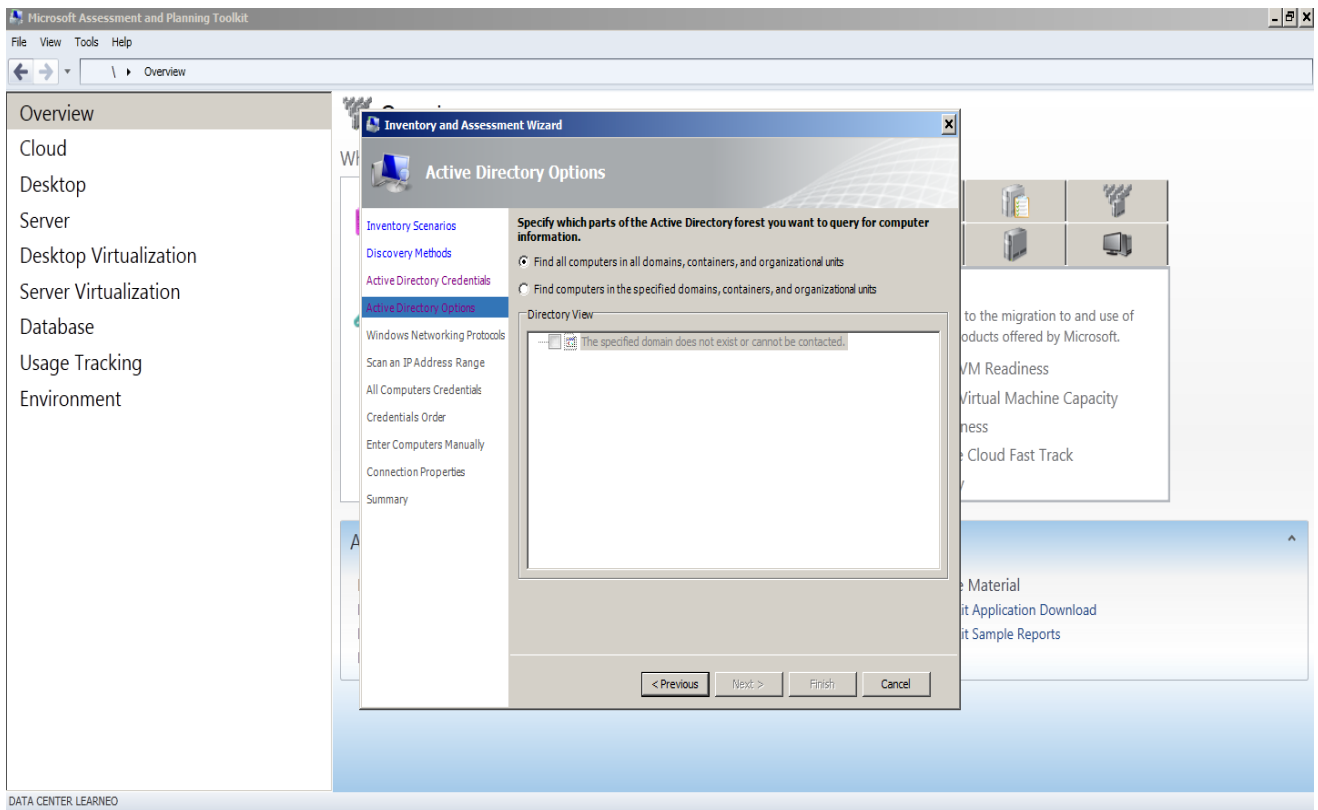 Microsoft Assessment and Planning Toolkit
File View Tools Help
\ Overview
Overview
Cloud
Desktop
Server
Desktop Virtualization
Server Virtualization
Database
Usage Tracking
Environment
Inventory and Assessment Wizard
Active Directory Options
Inventory Scenarios
Discovery Methods
Active Directory Credentials
Active Directory Options
Windows Networking Protocols
Scan an IP Address Range
All Computers Credentials
Credentials Order
Enter Computers Manually
Connection Properties
Summary
Specify which parts of the Active Directory forest you want to query for computer
information.
Find all computers in all domains, containers, and organizational units
Find computers in the specified domains, containers, and organizational units
Directory View
The specified domain does not exist or cannot be contacted.
< Previous Next > Finish Cancel
to the migration to and use of
oducts offered by Microsoft.
VM Readiness
Virtual Machine Capacity
ness
Cloud Fast Track
Material
it Application Download
it Sample Reports
DATA CENTER LEARNEO